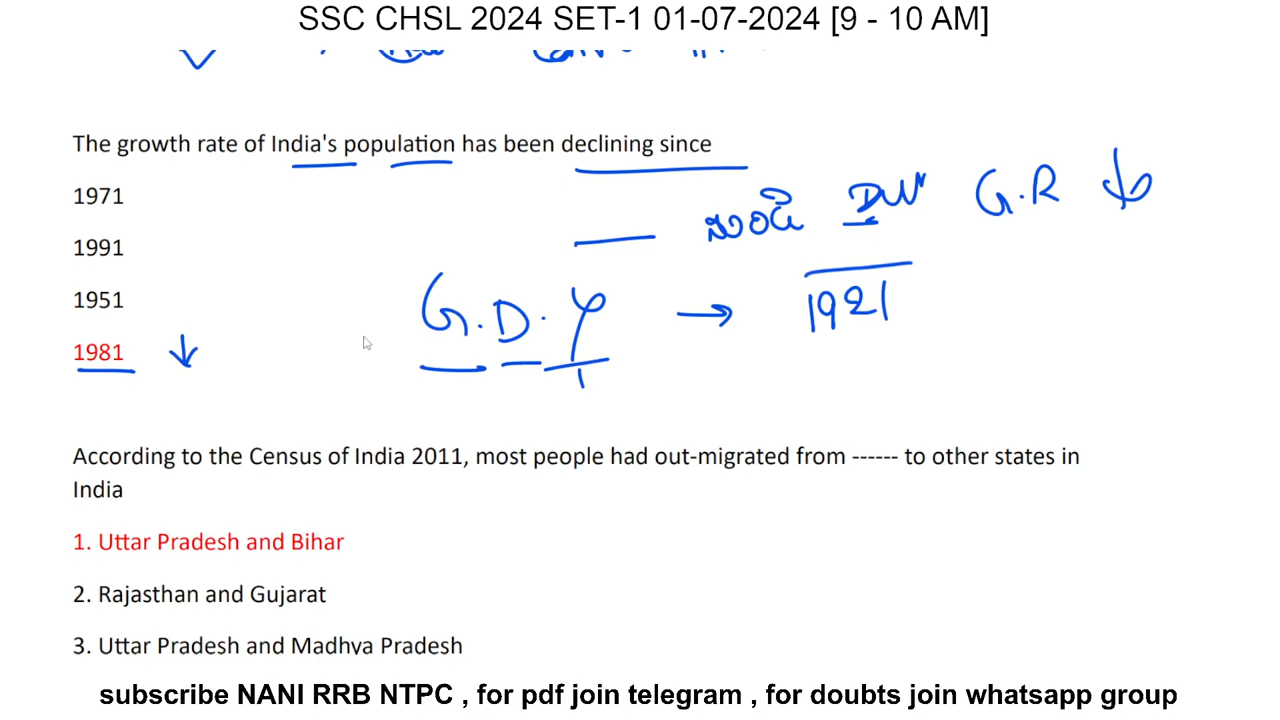 SSC CHSL 2024 SET-1 01-07-2024 [9 - 10 AM]
The growth rate of India's population has been declining since
1971
G.R
1991
1951
G.D.Y → 1921
1981
According to the Census of India 2011, most people had out-migrated from ------ to other states in
India
1. Uttar Pradesh and Bihar
2. Rajasthan and Gujarat
3. Uttar Pradesh and Madhya Pradesh
subscribe NANI RRB NTPC , for pdf join telegram , for doubts join whatsapp group